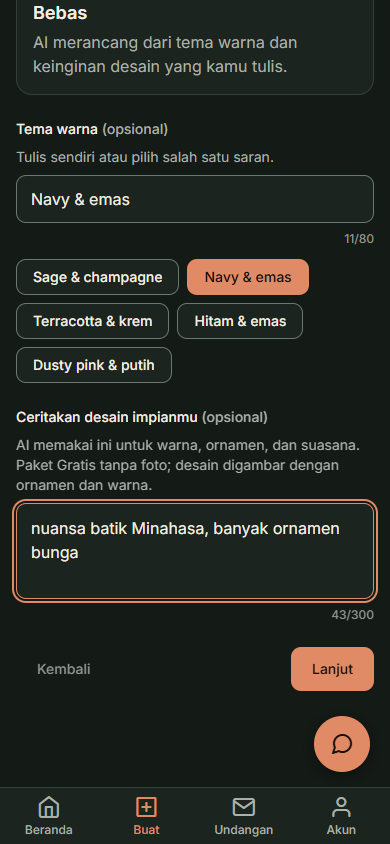 Bebas
AI merancang dari tema warna dan
keinginan desain yang kamu tulis.
Tema warna (opsional)
Tulis sendiri atau pilih salah satu saran.
Navy & emas
11/80
Sage & champagne
Navy & emas
Terracotta & krem
Hitam & emas
Dusty pink & putih
Ceritakan desain impianmu (opsional)
AI memakai ini untuk warna, ornamen, dan suasana.
Paket Gratis tanpa foto; desain digambar dengan
ornamen dan warna.
nuansa batik Minahasa, banyak ornamen
bunga
43/300
Kembali
Lanjut
Beranda
Buat
Undangan
Akun